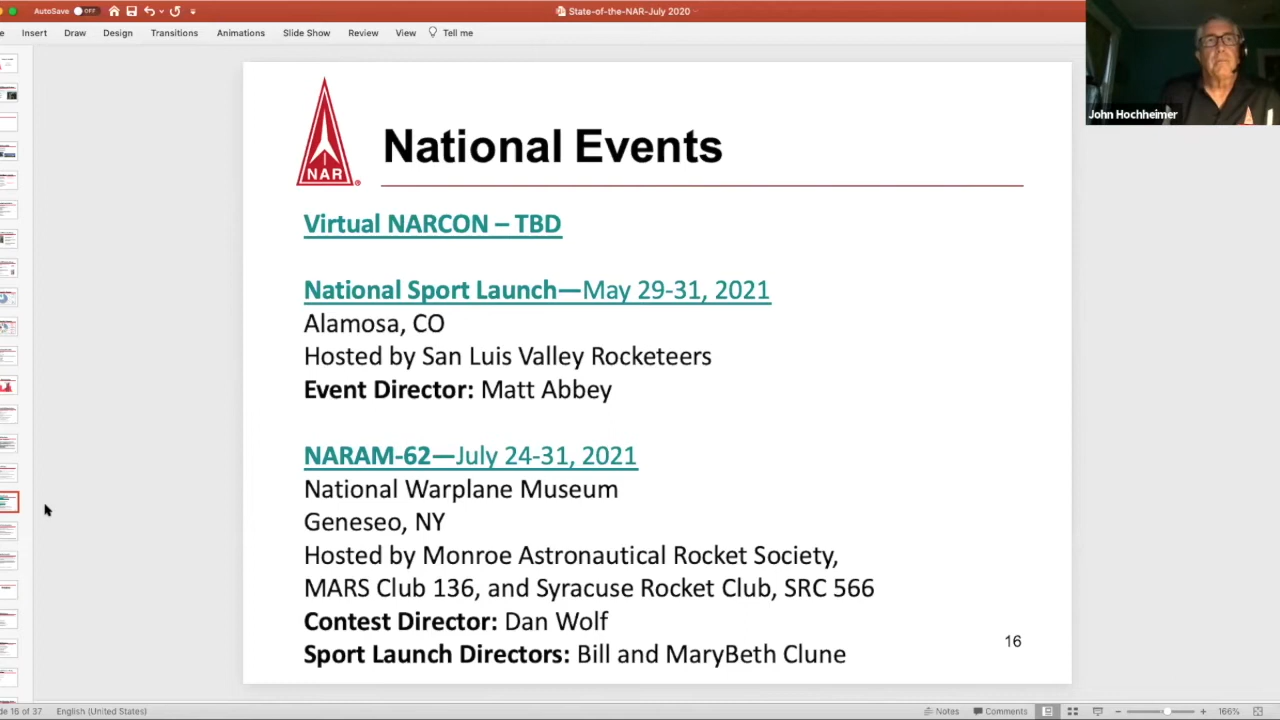 AutoSave OFF
State-of-the-NAR-July 2020
Insert Draw Design Transitions Animations Slide Show Review View Tell me
John Hochheimer
NAR
National Events
Virtual NARCON – TBD
National Sport Launch—May 29-31, 2021
Alamosa, CO
Hosted by San Luis Valley Rocketeers
Event Director: Matt Abbey
NARAM-62—July 24-31, 2021
National Warplane Museum
Geneseo, NY
Hosted by Monroe Astronautical Rocket Society,
MARS Club 136, and Syracuse Rocket Club, SRC 566
Contest Director: Dan Wolf
Sport Launch Directors: Bill and MaryBeth Clune
16
de 16 of 37 English (United States) Notes Comments 166%